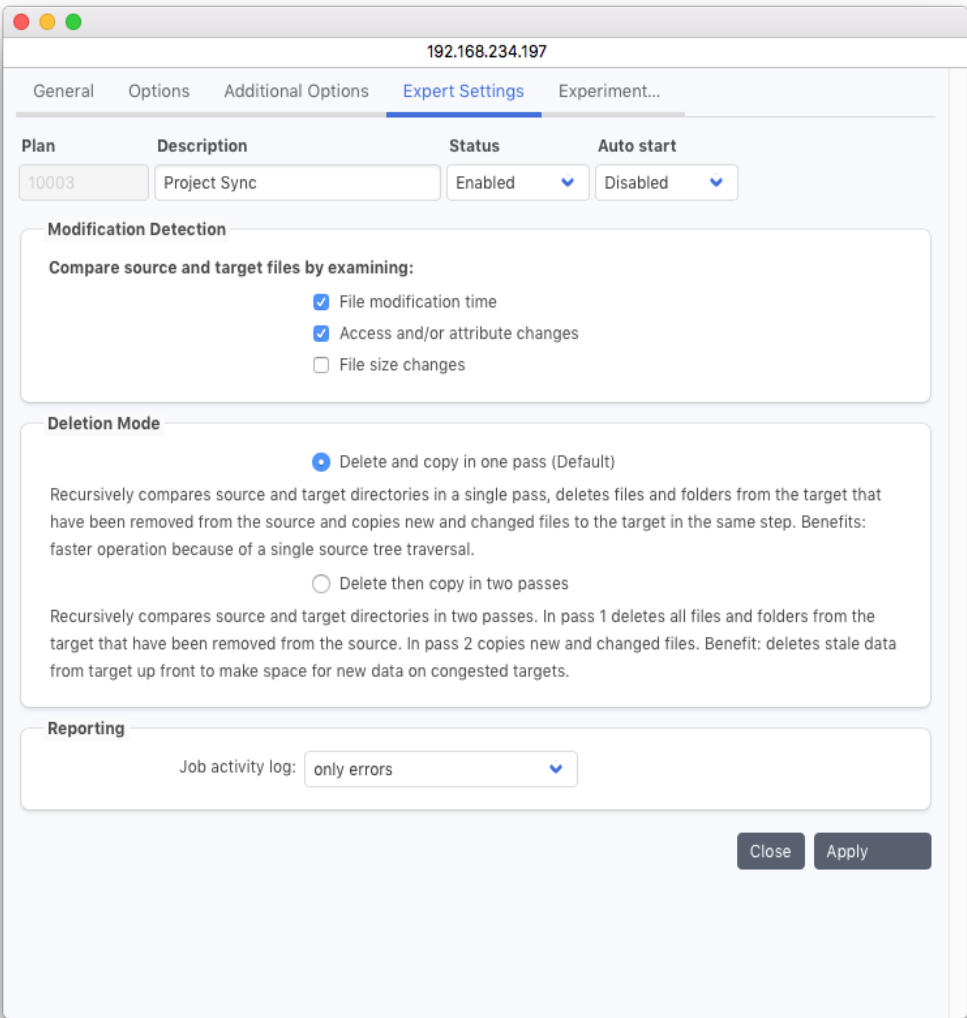 192.168.234.197
General Options Additional Options Expert Settings Experiment...
Plan Description Status Auto start
10003 Project Sync Enabled Disabled
Modification Detection
Compare source and target files by examining:
File modification time
Access and/or attribute changes
File size changes
Deletion Mode
Delete and copy in one pass (Default)
Recursively compares source and target directories in a single pass, deletes files and folders from the target that
have been removed from the source and copies new and changed files to the target in the same step. Benefits:
faster operation because of a single source tree traversal.
Delete then copy in two passes
Recursively compares source and target directories in two passes. In pass 1 deletes all files and folders from the
target that have been removed from the source. In pass 2 copies new and changed files. Benefit: deletes stale data
from target up front to make space for new data on congested targets.
Reporting
Job activity log: only errors
Close Apply